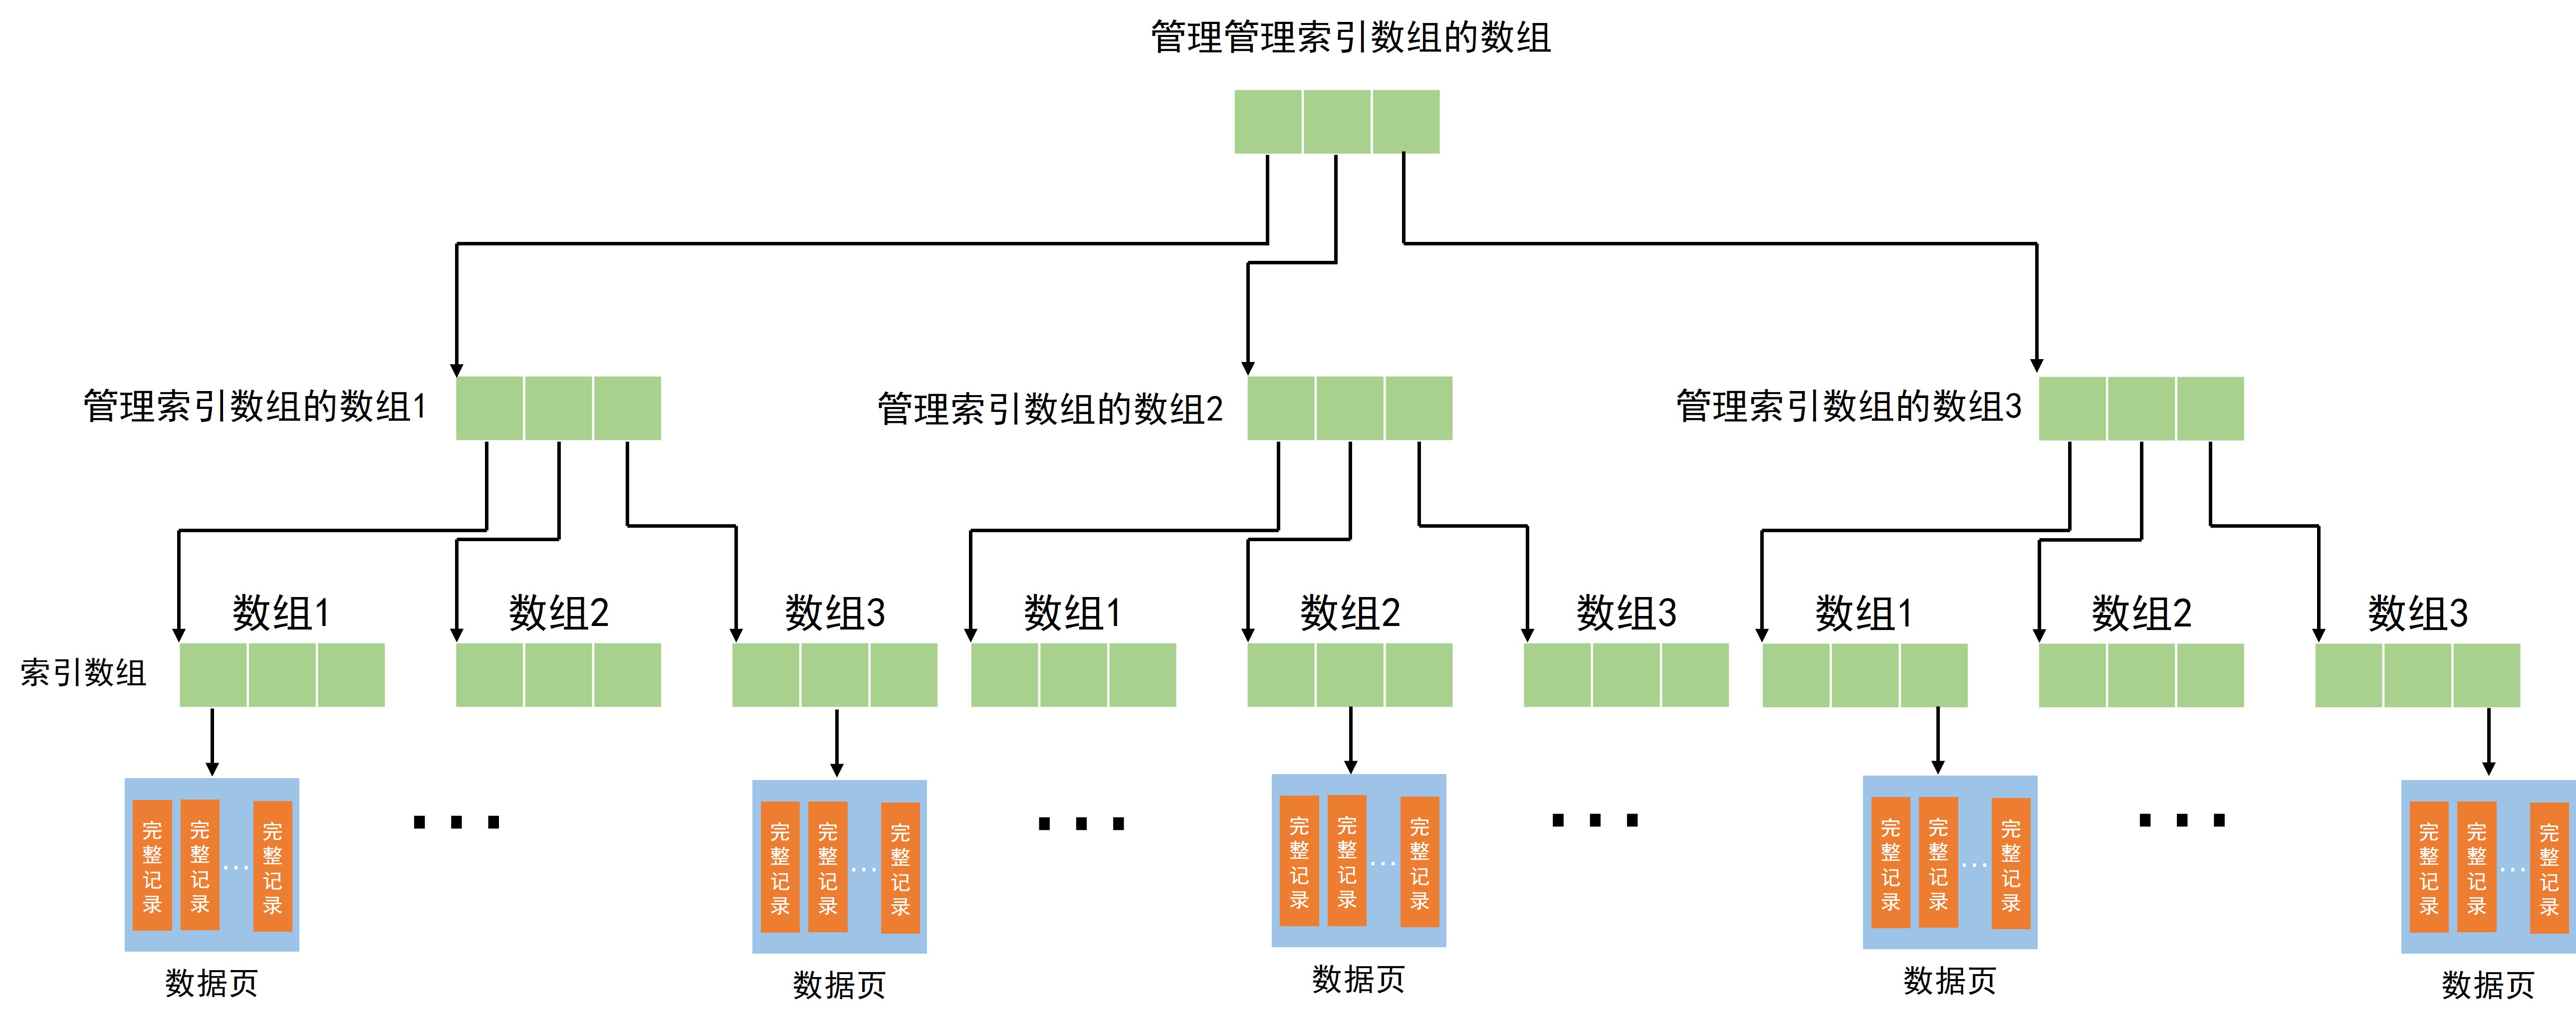 管理管理索引数组的数组
管理索引数组的数组1
管理索引数组的数组2
管理索引数组的数组3
数组1
数组2
数组3
数组1
数组2
数组3
数组1
数组2
数组3
索引数组
完整记录
完整记录
...
完整记录
完整记录
完整记录
...
完整记录
完整记录
完整记录
...
完整记录
完整记录
完整记录
...
完整记录
完整记录
完整记录
...
完整记录
数据页
数据页
数据页
数据页
数据页